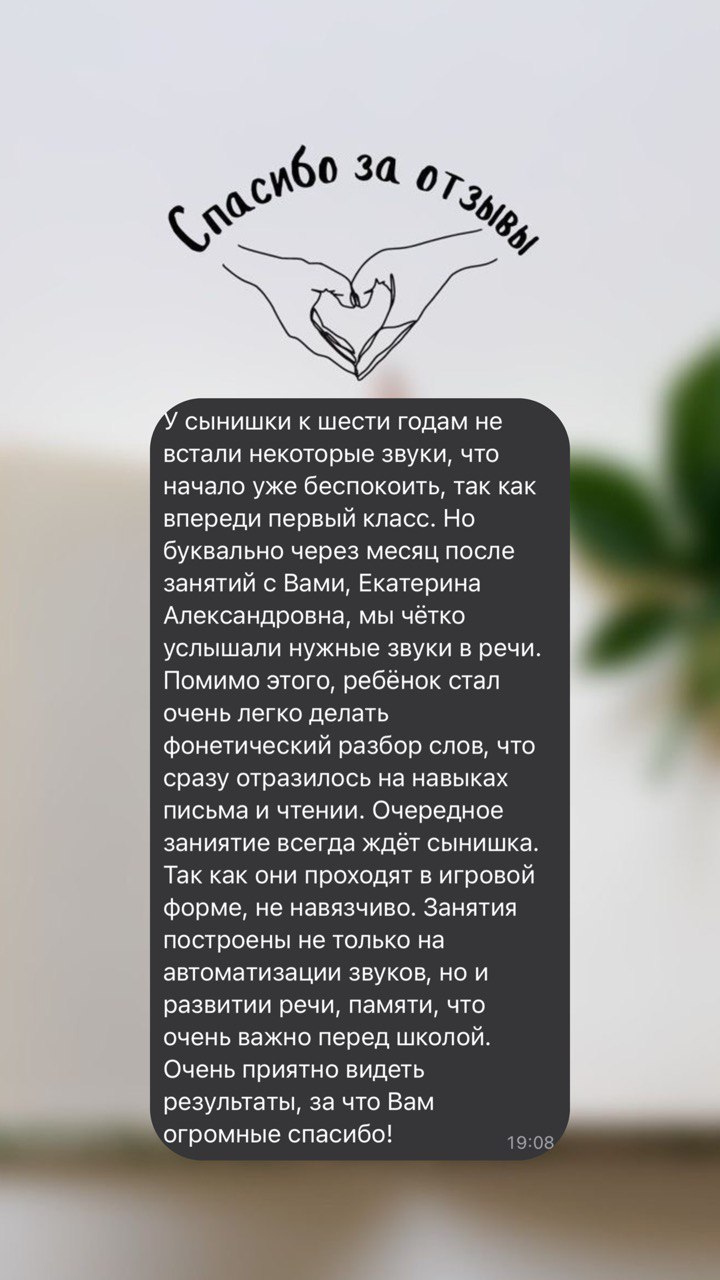 Спасибо за отзывы
У сынишки к шести годам не
встали некоторые звуки, что
начало уже беспокоить, так как
впереди первый класс. Но
буквально через месяц после
занятий с Вами, Екатерина
Александровна, мы чётко
услышали нужные звуки в речи.
Помимо этого, ребёнок стал
очень легко делать
фонетический разбор слов, что
сразу отразилось на навыках
письма и чтении. Очередное
заниятие всегда ждёт сынишка.
Так как они проходят в игровой
форме, не навязчиво. Занятия
построены не только на
автоматизации звуков, но и
развитии речи, памяти, что
очень важно перед школой.
Очень приятно видеть
результаты, за что Вам
огромные спасибо!
19:08